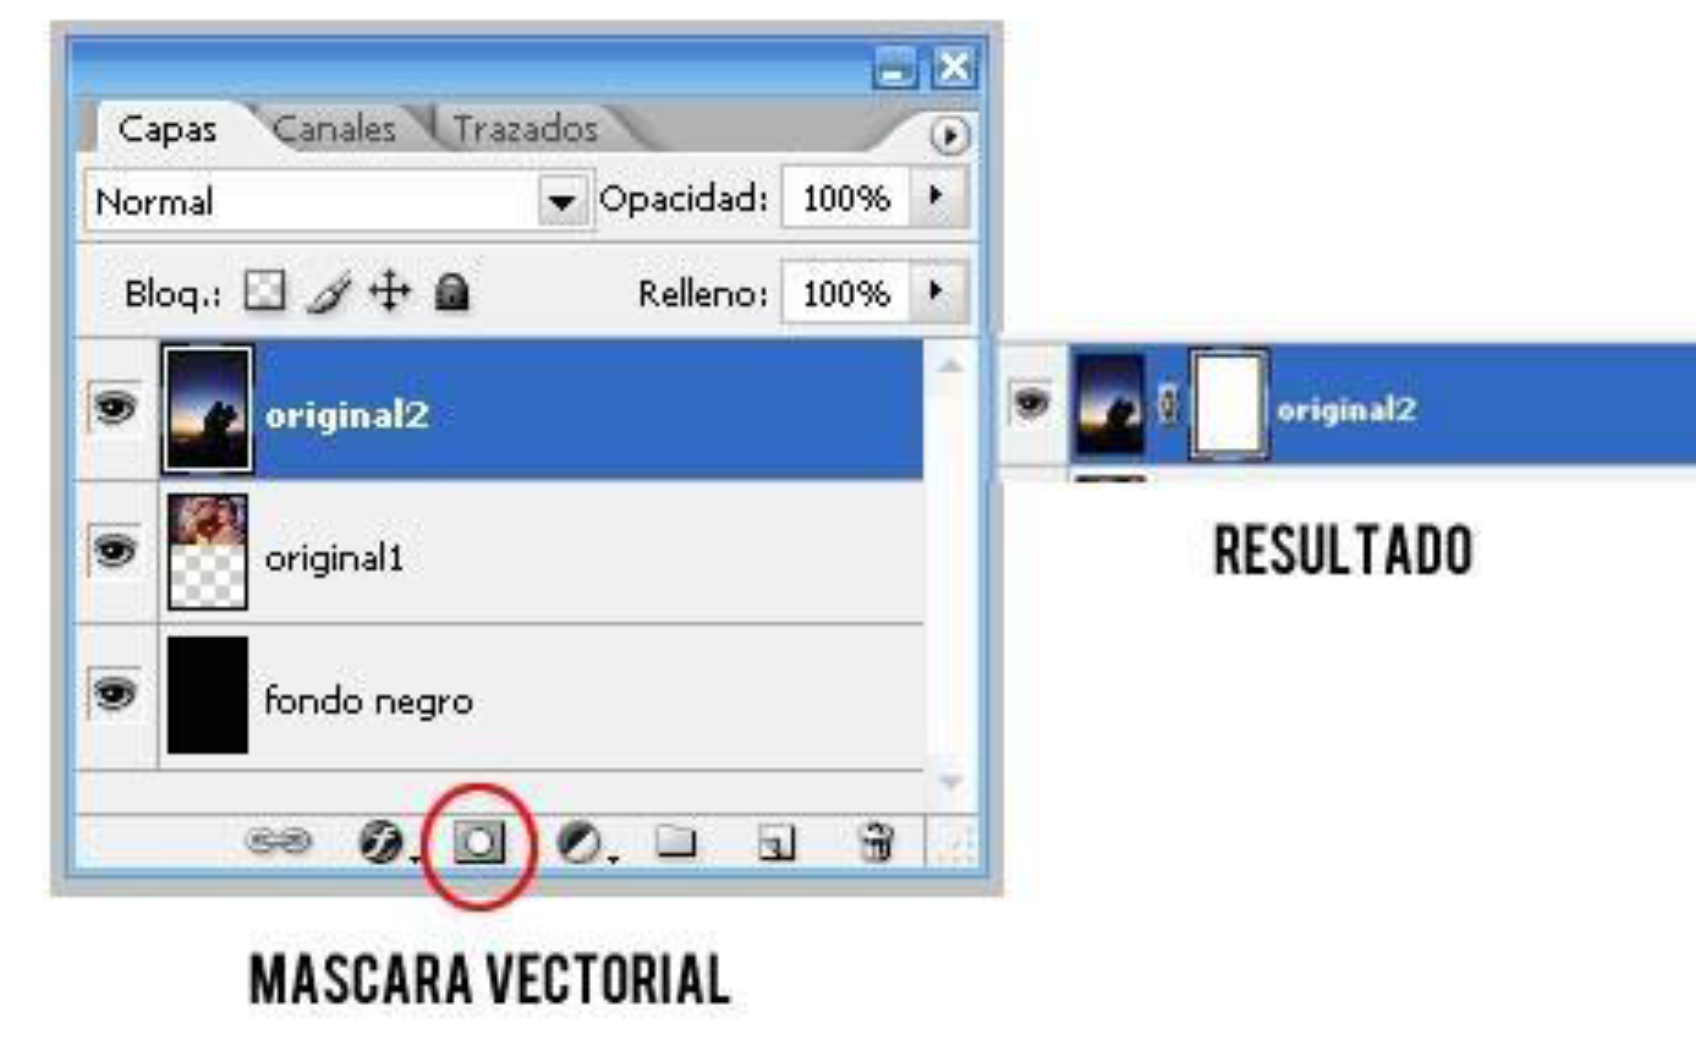 Capas Canales Trazados
Normal Opacidad: 100%
Bloq.: Relleno: 100%
original2
original1
fondo negro
MASCARA VECTORIAL
original2
RESULTADO